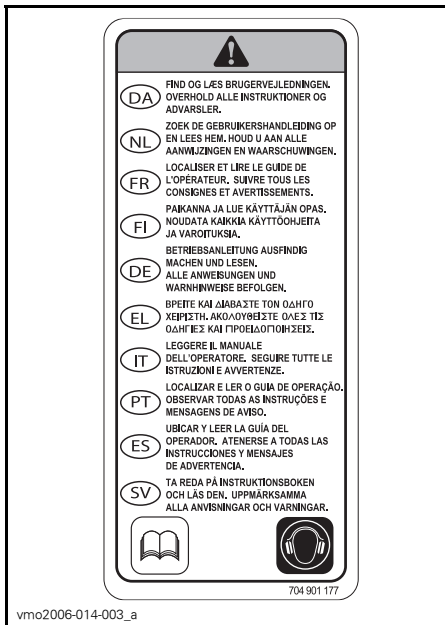 DA
FIND OG LÆS BRUGERVEJLEDNINGEN.
OVERHOLD ALLE INSTRUKTIONER OG
ADVARSLER.
NL
ZOEK DE GEBRUIKERSHANDLEIDING OP
EN LEES HEM. HOUD U AAN ALLE
AANWIJZINGEN EN WAARSCHUWINGEN.
FR
LOCALISER ET LIRE LE GUIDE DE
L'OPÉRATEUR. SUIVRE TOUS LES
CONSIGNES ET AVERTISSEMENTS.
FI
PAIKANNA JA LUE KÄYTTÄJÄN OPAS.
NOUDATA KAIKKIA KÄYTTÖOHJEITA
JA VAROITUKSIA.
DE
BETRIEBSANLEITUNG AUSFINDIG
MACHEN UND LESEN.
ALLE ANWEISUNGEN UND
WARNHINWEISE BEFOLGEN.
EL
ΒΡΕΙΤΕ ΚΑΙ ΔΙΑΒΑΣΤΕ ΤΟΝ ΟΔΗΓΟ
ΧΕΙΡΙΣΤΗ. ΑΚΟΛΟΥΘΕΙΣΤΕ ΟΛΕΣ ΤΙΣ
ΟΔΗΓΙΕΣ ΚΑΙ ΠΡΟΕΙΔΟΠΟΙΗΣΕΙΣ.
IT
LEGGERE IL MANUALE
DELL'OPERATORE. SEGUIRE TUTTE LE
ISTRUZIONI E AVVERTENZE.
PT
LOCALIZAR E LER O GUIA DE OPERAÇÃO.
OBSERVAR TODAS AS INSTRUÇÕES E
MENSAGENS DE AVISO.
ES
UBICAR Y LEER LA GUÍA DEL
OPERADOR. ATENERSE A TODAS LAS
INSTRUCCIONES Y MENSAJES
DE ADVERTENCIA.
SV
TA REDA PÅ INSTRUKTIONSBOKEN
OCH LÄS DEN. UPPMÄRKSAMMA
ALLA ANVISNINGAR OCH VARNINGAR.
704 901 177
vmo2006-014-003_a